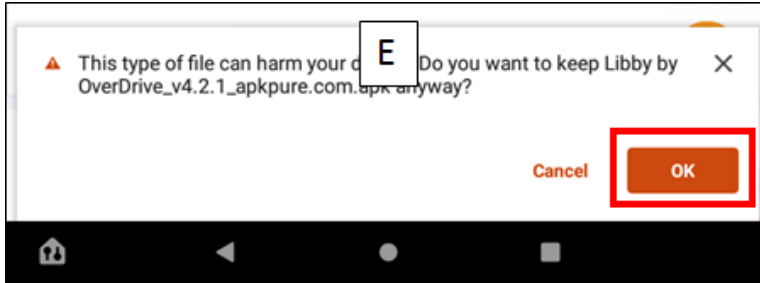 E
This type of file can harm your d Do you want to keep Libby by
OverDrive_v4.2.1_apkpure.com.apk anyway?
Cancel
OK